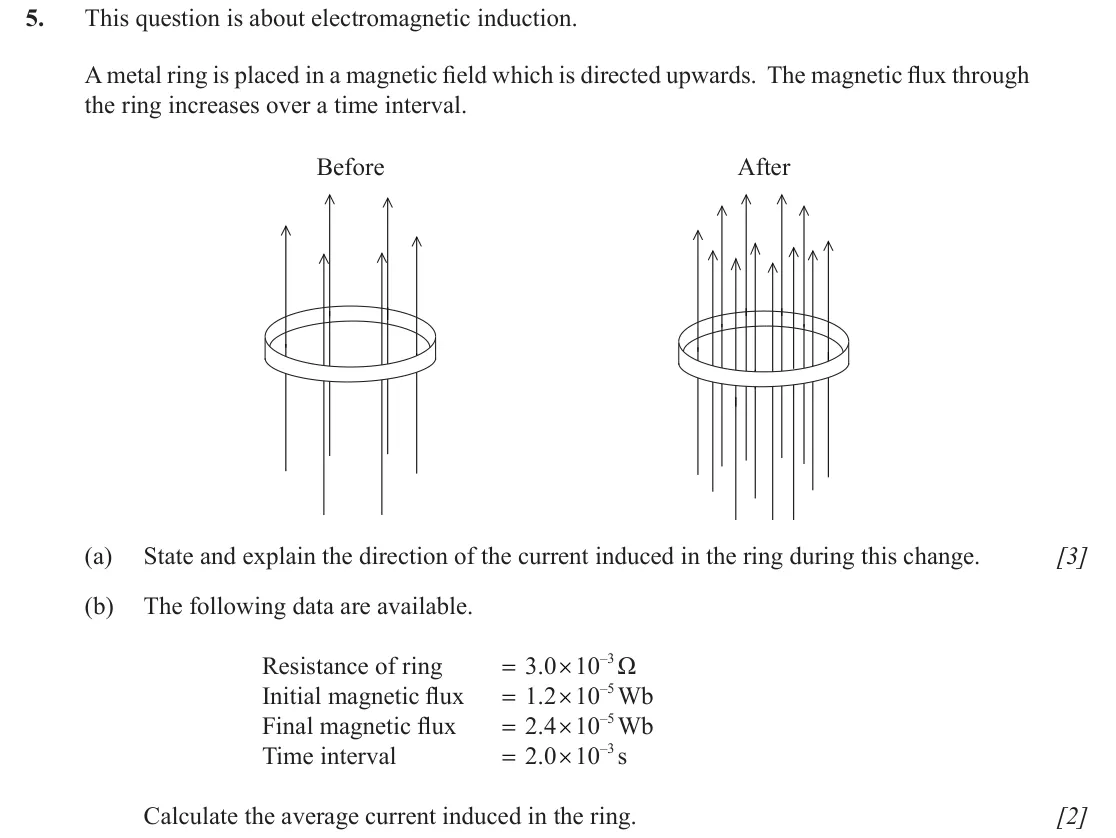 5. This question is about electromagnetic induction.
A metal ring is placed in a magnetic field which is directed upwards. The magnetic flux through
the ring increases over a time interval.
Before After
(a) State and explain the direction of the current induced in the ring during this change. [3]
(b) The following data are available.
Resistance of ring = 3.0×10⁻³ Ω
Initial magnetic flux = 1.2×10⁻⁵ Wb
Final magnetic flux = 2.4×10⁻⁵ Wb
Time interval = 2.0×10⁻³ s
Calculate the average current induced in the ring. [2]